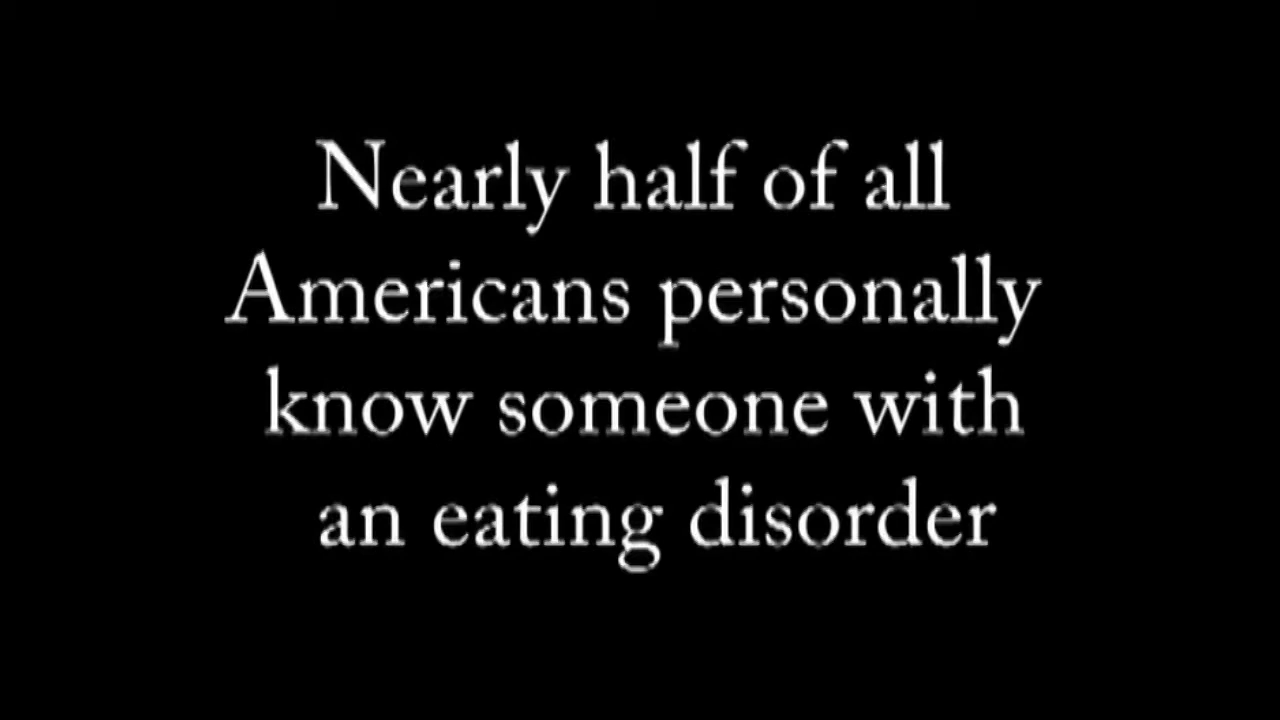 Nearly half of all
Americans personally
know someone with
an eating disorder